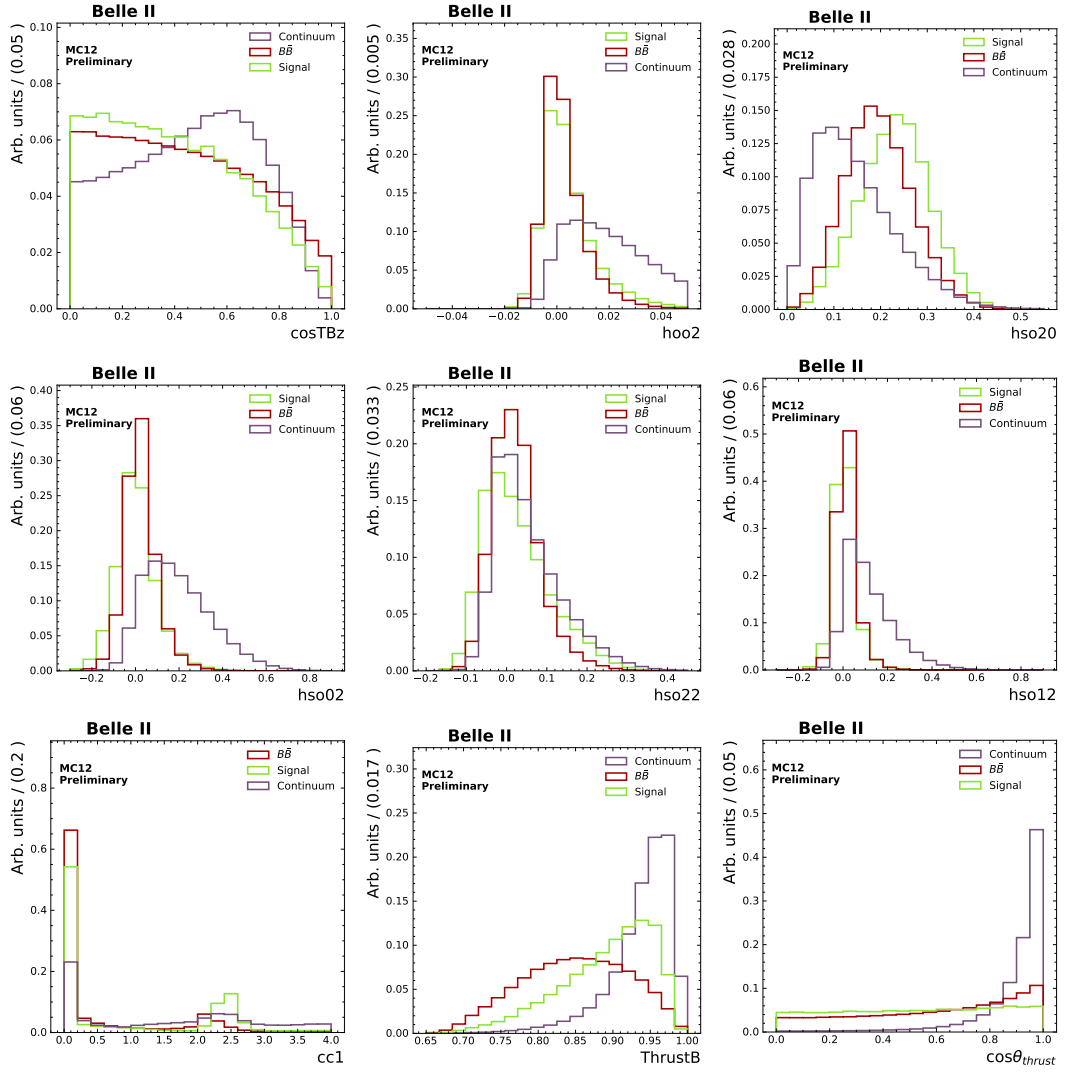 Belle II
Arb. units / (0.05 )
0.10
0.08
0.06
0.04
0.02
0.00
MC12
Preliminary
Continuum
BB̄
Signal
0.0 0.2 0.4 0.6 0.8 1.0
cosTBz
Belle II
Arb. units / (0.005 )
0.35
0.30
0.25
0.20
0.15
0.10
0.05
0.00
MC12
Preliminary
Signal
BB̄
Continuum
−0.04 −0.02 0.00 0.02 0.04
hoo2
Belle II
Arb. units / (0.028 )
0.200
0.175
0.150
0.125
0.100
0.075
0.050
0.025
0.000
MC12
Preliminary
Signal
BB̄
Continuum
0.0 0.1 0.2 0.3 0.4 0.5
hso20
Belle II
Arb. units / (0.06 )
0.40
0.35
0.30
0.25
0.20
0.15
0.10
0.05
0.00
MC12
Preliminary
Signal
BB̄
Continuum
−0.2 0.0 0.2 0.4 0.6 0.8
hso02
Belle II
Arb. units / (0.033 )
0.25
0.20
0.15
0.10
0.05
0.00
MC12
Preliminary
Signal
BB̄
Continuum
−0.2 −0.1 0.0 0.1 0.2 0.3 0.4
hso22
Belle II
Arb. units / (0.06 )
0.6
0.5
0.4
0.3
0.2
0.1
0.0
MC12
Preliminary
Signal
BB̄
Continuum
−0.2 0.0 0.2 0.4 0.6 0.8
hso12
Belle II
Arb. units / (0.2 )
0.8
0.6
0.4
0.2
0.0
MC12
Preliminary
BB̄
Signal
Continuum
0.0 0.5 1.0 1.5 2.0 2.5 3.0 3.5 4.0
cc1
Belle II
Arb. units / (0.017 )
0.30
0.25
0.20
0.15
0.10
0.05
0.00
MC12
Preliminary
Continuum
BB̄
Signal
0.65 0.70 0.75 0.80 0.85 0.90 0.95 1.00
ThrustB
Belle II
Arb. units / (0.05 )
0.6
0.5
0.4
0.3
0.2
0.1
0.0
MC12
Preliminary
Continuum
BB̄
Signal
0.0 0.2 0.4 0.6 0.8 1.0
cosθthrust